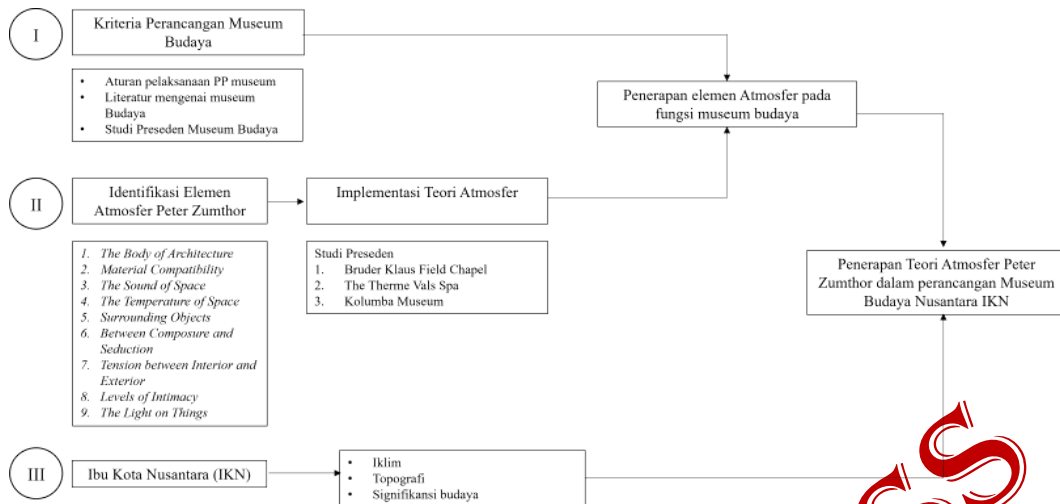 I
Kriteria Perancangan Museum
Budaya
• Aturan pelaksanaan PP museum
• Literatur mengenai museum
Budaya
• Studi Preseden Museum Budaya
Penerapan elemen Atmosfer pada
fungsi museum budaya
II
Identifikasi Elemen
Atmosfer Peter Zumthor
Implementasi Teori Atmosfer
1. The Body of Architecture
2. Material Compatibility
3. The Sound of Space
4. The Temperature of Space
5. Surrounding Objects
6. Between Composure and
Seduction
7. Tension between Interior and
Exterior
8. Levels of Intimacy
9. The Light on Things
Studi Preseden
1. Bruder Klaus Field Chapel
2. The Therme Vals Spa
3. Kolumba Museum
Penerapan Teori Atmosfer Peter
Zumthor dalam perancangan Museum
Budaya Nusantara IKN
III
Ibu Kota Nusantara (IKN)
• Iklim
• Topografi
• Signifikansi budaya
S